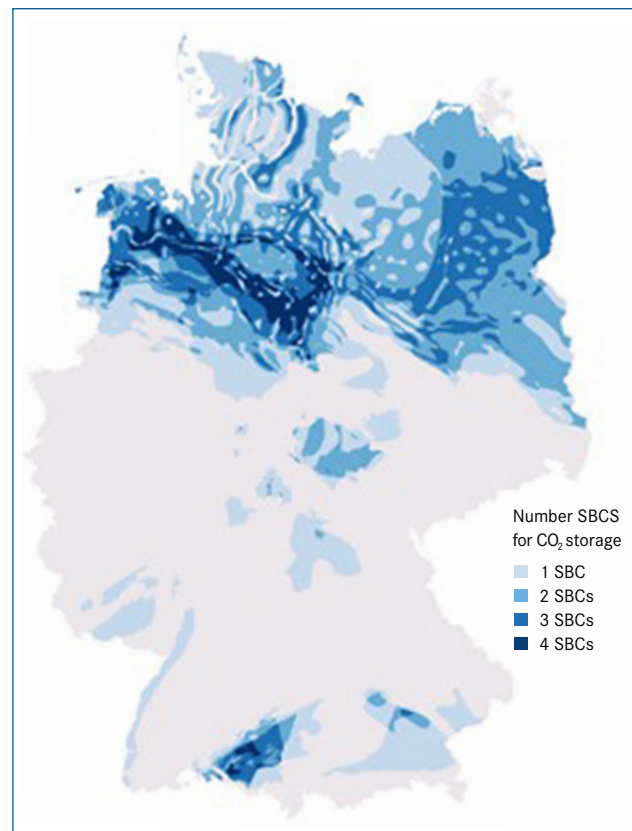 Number SBCS
for CO₂ storage
1 SBC
2 SBCs
3 SBCs
4 SBCs